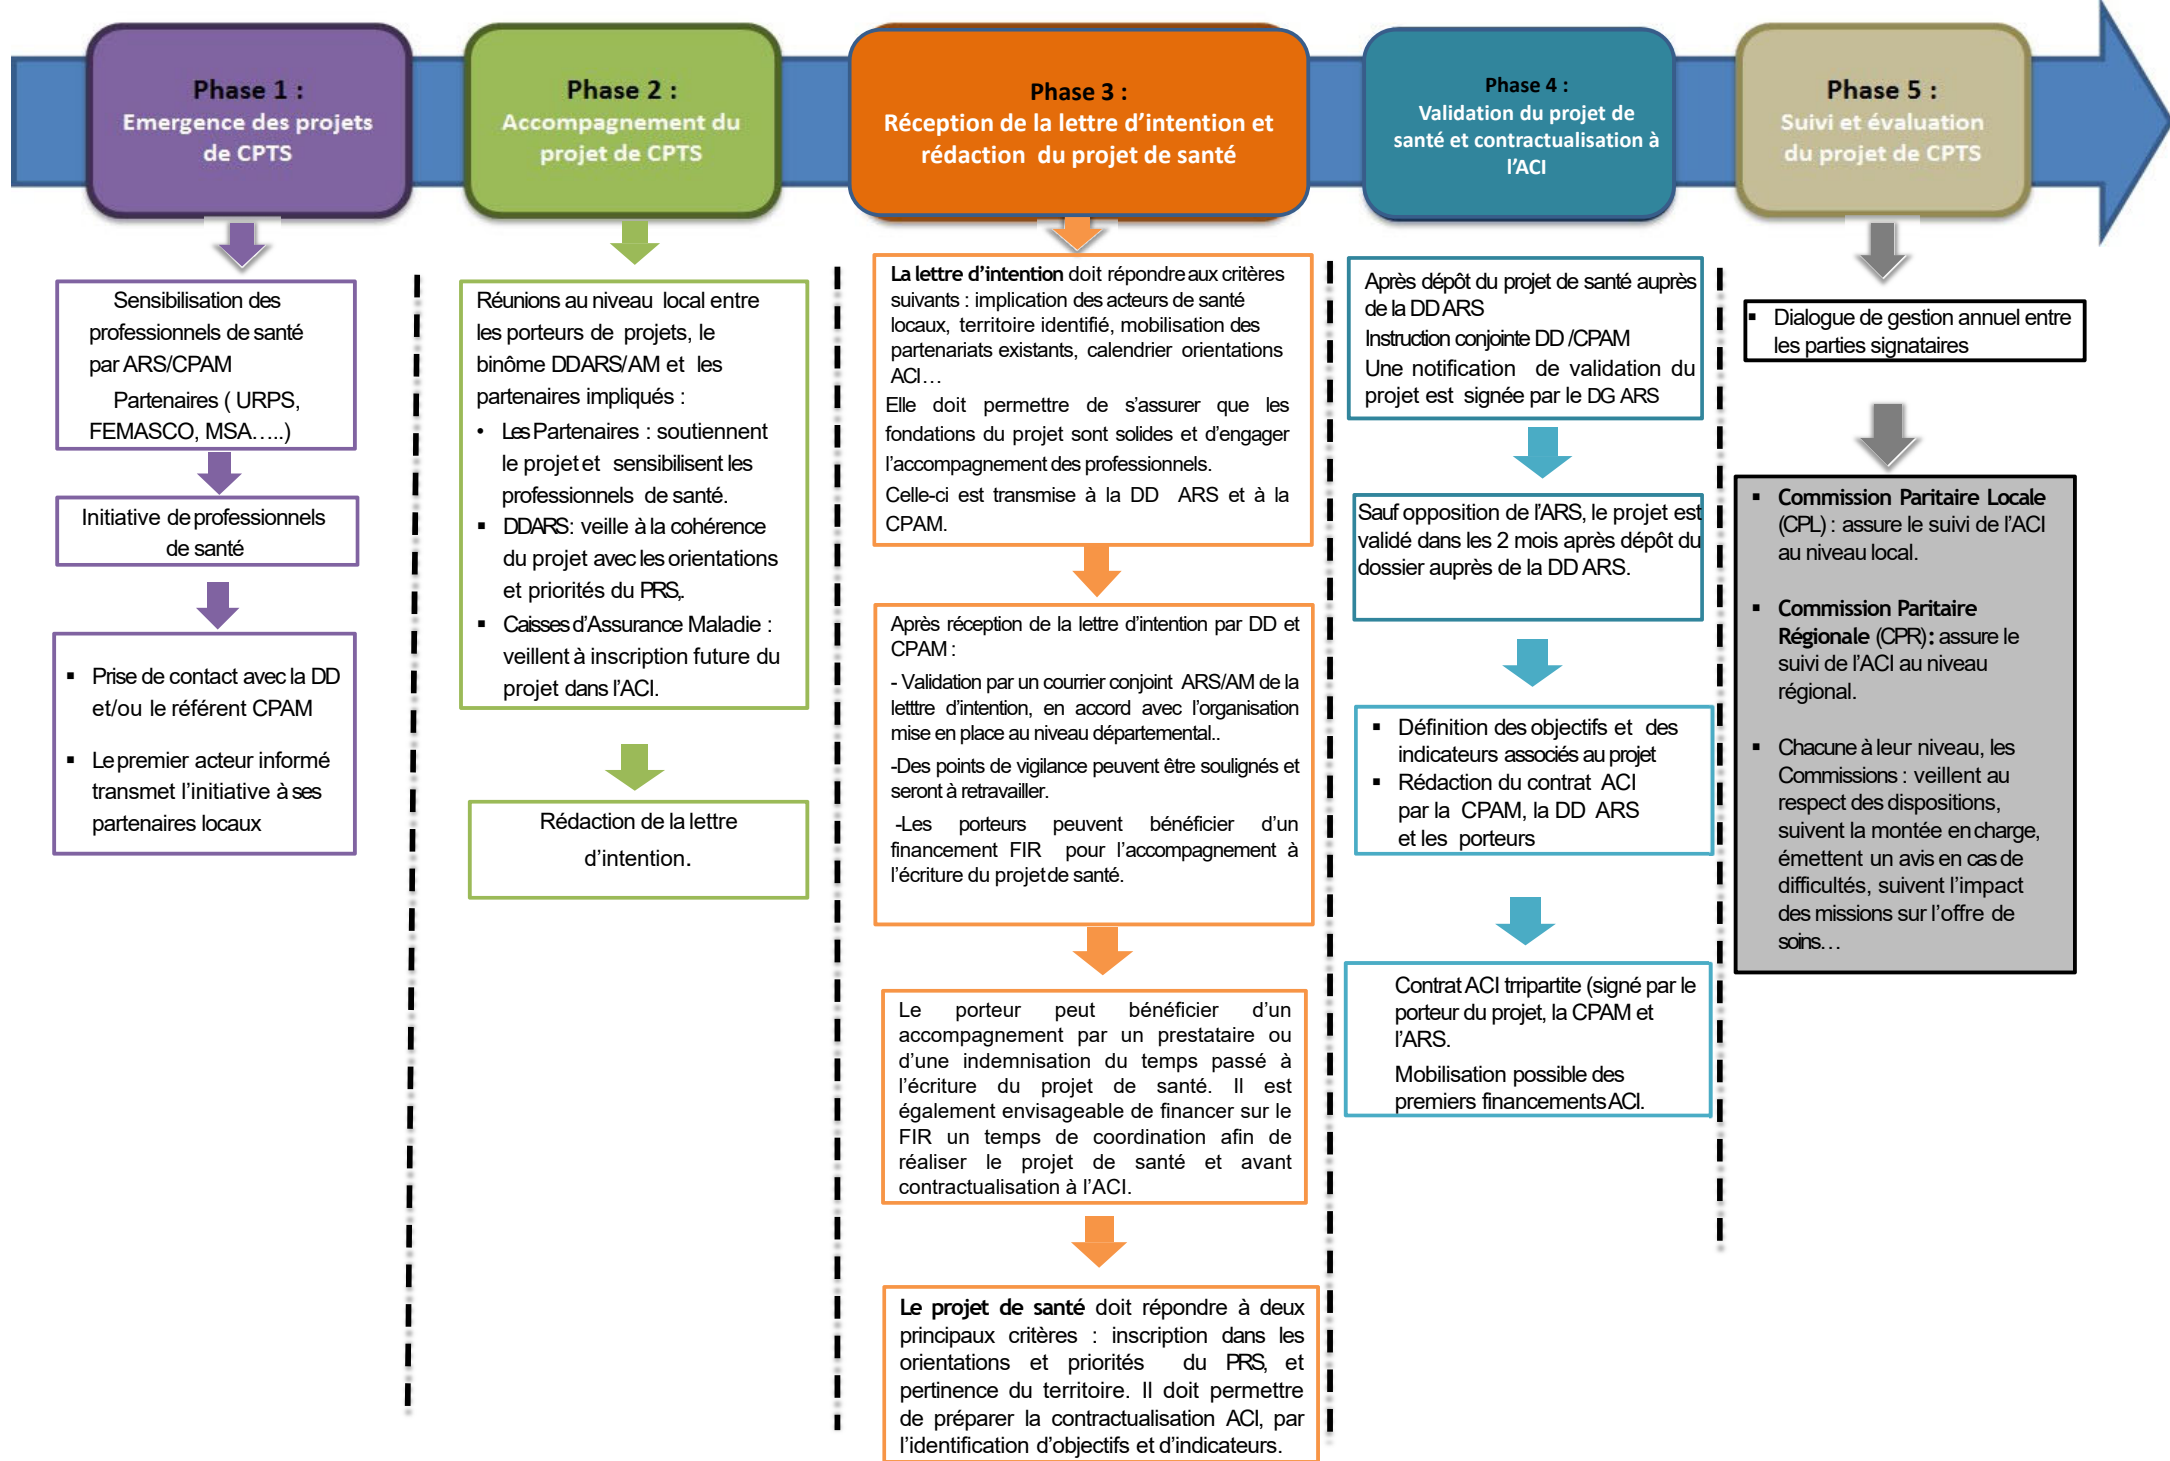 Phase 1 :
Emergence des projets
de CPTS
Phase 2 :
Accompagnement du
projet de CPTS
Phase 3 :
Réception de la lettre d’intention et
rédaction du projet de santé
Phase 4 :
Validation du projet de
santé et contractualisation à
l’ACI
Phase 5 :
Suivi et évaluation
du projet de CPTS
Sensibilisation des
professionnels de santé
par ARS/CPAM
Partenaires ( URPS,
FEMASCO, MSA…..)
Initiative de professionnels
de santé
▪ Prise de contact avec la DD
et/ou le référent CPAM
▪ Le premier acteur informé
transmet l’initiative à ses
partenaires locaux
Réunions au niveau local entre
les porteurs de projets, le
binôme DDARS/AM et les
partenaires impliqués :
• Les Partenaires : soutiennent
le projet et sensibilisent les
professionnels de santé.
▪ DDARS: veille à la cohérence
du projet avec les orientations
et priorités du PRS,.
▪ Caisses d’Assurance Maladie :
veillent à inscription future du
projet dans l’ACI.
Rédaction de la lettre
d’intention.
La lettre d’intention doit répondre aux critères
suivants : implication des acteurs de santé
locaux, territoire identifié, mobilisation des
partenariats existants, calendrier orientations
ACI…
Elle doit permettre de s’assurer que les
fondations du projet sont solides et d’engager
l’accompagnement des professionnels.
Celle-ci est transmise à la DD ARS et à la
CPAM.
Après réception de la lettre d’intention par DD et
CPAM :
- Validation par un courrier conjoint ARS/AM de la
letttre d’intention, en accord avec l’organisation
mise en place au niveau départemental..
-Des points de vigilance peuvent être soulignés et
seront à retravailler.
-Les porteurs peuvent bénéficier d’un
financement FIR pour l’accompagnement à
l’écriture du projet de santé.
Le porteur peut bénéficier d’un
accompagnement par un prestataire ou
d’une indemnisation du temps passé à
l’écriture du projet de santé. Il est
également envisageable de financer sur le
FIR un temps de coordination afin de
réaliser le projet de santé et avant
contractualisation à l’ACI.
Le projet de santé doit répondre à deux
principaux critères : inscription dans les
orientations et priorités du PRS, et
pertinence du territoire. Il doit permettre
de préparer la contractualisation ACI, par
l’identification d’objectifs et d’indicateurs.
Après dépôt du projet de santé auprès
de la DD ARS
Instruction conjointe DD /CPAM
Une notification de validation du
projet est signée par le DG ARS
Sauf opposition de l’ARS, le projet est
validé dans les 2 mois après dépôt du
dossier auprès de la DD ARS.
▪ Définition des objectifs et des
indicateurs associés au projet
▪ Rédaction du contrat ACI
par la CPAM, la DD ARS
et les porteurs
Contrat ACI trripartite (signé par le
porteur du projet, la CPAM et
l’ARS.
Mobilisation possible des
premiers financements ACI.
▪ Dialogue de gestion annuel entre
les parties signataires
▪ Commission Paritaire Locale
(CPL) : assure le suivi de l’ACI
au niveau local.
▪ Commission Paritaire
Régionale (CPR) : assure le
suivi de l’ACI au niveau
régional.
▪ Chacune à leur niveau, les
Commissions : veillent au
respect des dispositions,
suivent la montée en charge,
émettent un avis en cas de
difficultés, suivent l’impact
des missions sur l’offre de
soins…